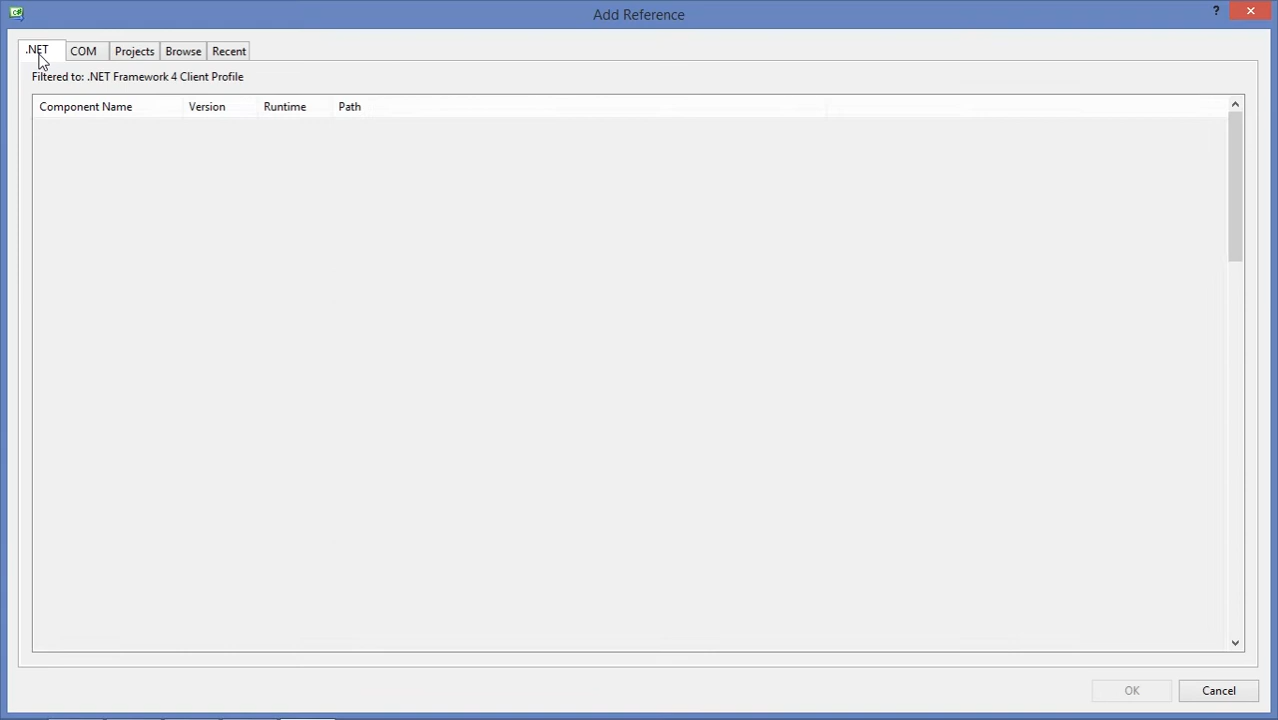 Add Reference
?
.NET COM Projects Browse Recent
Filtered to: .NET Framework 4 Client Profile
Component Name Version Runtime Path
OK Cancel